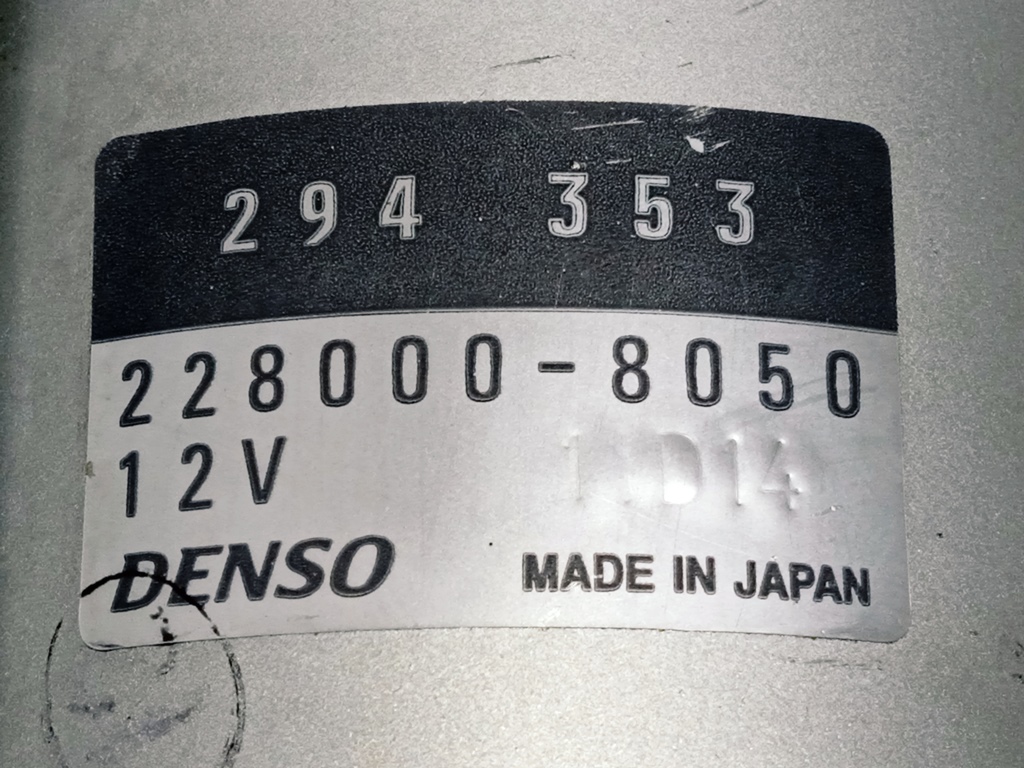 294 353
228000-8050
12V
DENSO
MADE IN JAPAN